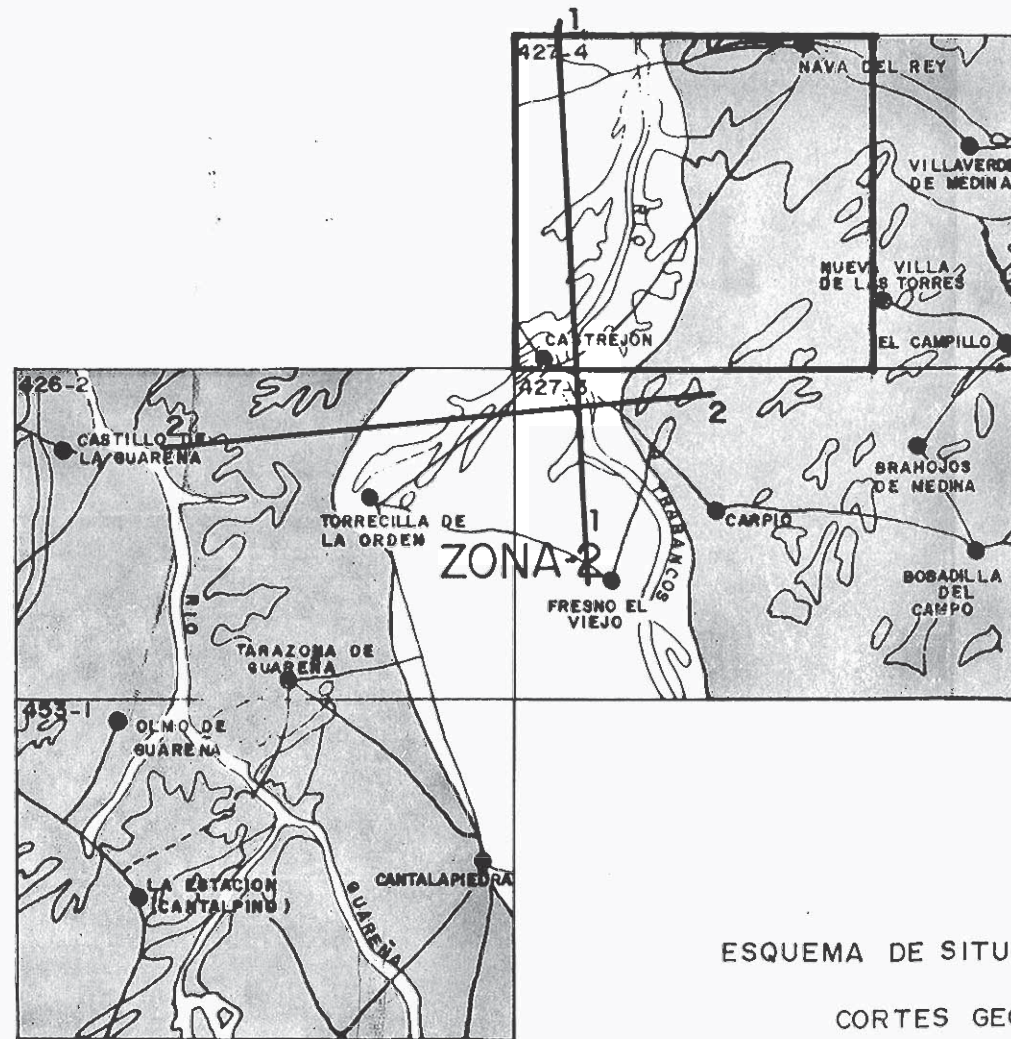 1
427-4
NAVA DEL REY
VILLAVERDE
DE MEDINA
RIO
NUEVA VILLA
DE LAS TORRES
CASTREJON
EL CAMPILLO
426-2
427-3
2
2
CASTILLO DE
LA GUAREÑA
BRAHOJOS
DE MEDINA
TORRECILLA DE
LA ORDEN
TRABANCOS
CARPIO
1
ZONA-2
FRESNO EL
VIEJO
BOBADILLA
DEL
CAMPO
RIO
TARAZONA DE
GUAREÑA
453-1
OLMO DE
GUAREÑA
CANTALAPIEDRA
LA ESTACION
(CANTALPINO)
GUAREÑA
ESQUEMA DE SITU
CORTES GEO